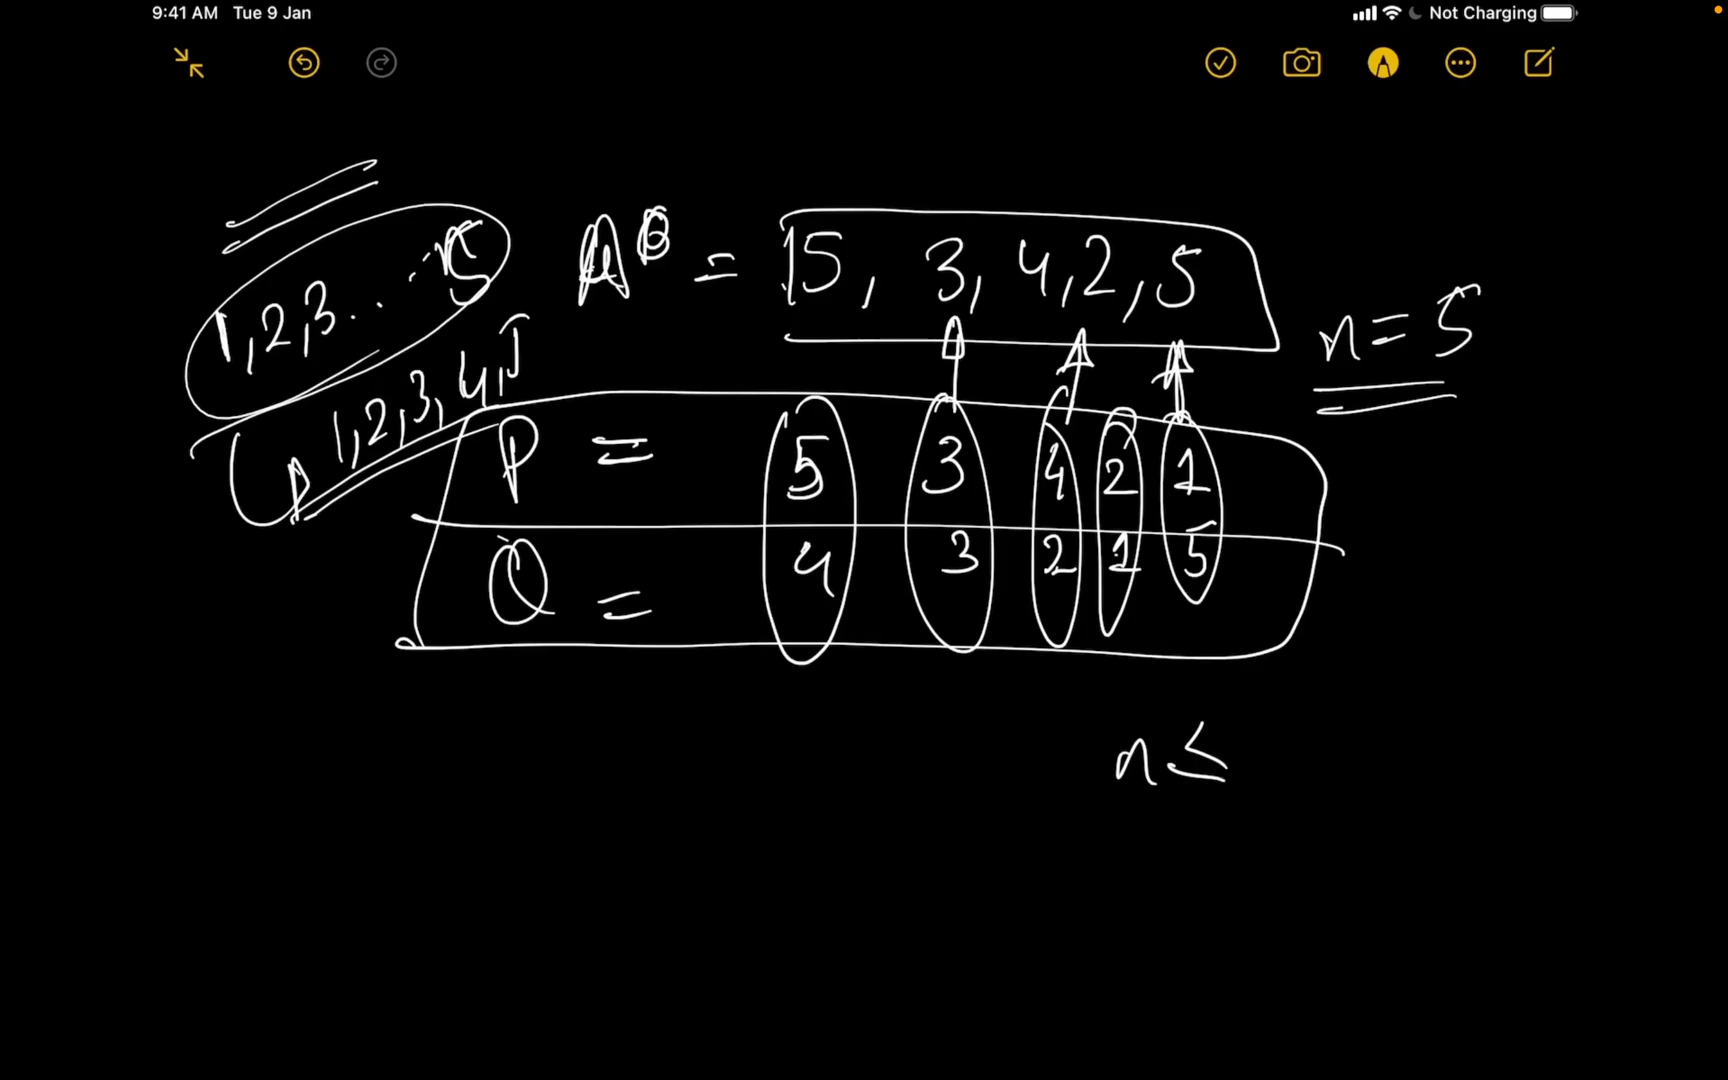 9:41 AM Tue 9 Jan
Not Charging
= 5, 3, 4, 2, 5
1, 2, 3 . . . 5
n = 5
1, 2, 3, 4, 5
P = 5 3 4 2 1
Q = 4 3 2 1 5
n ≤